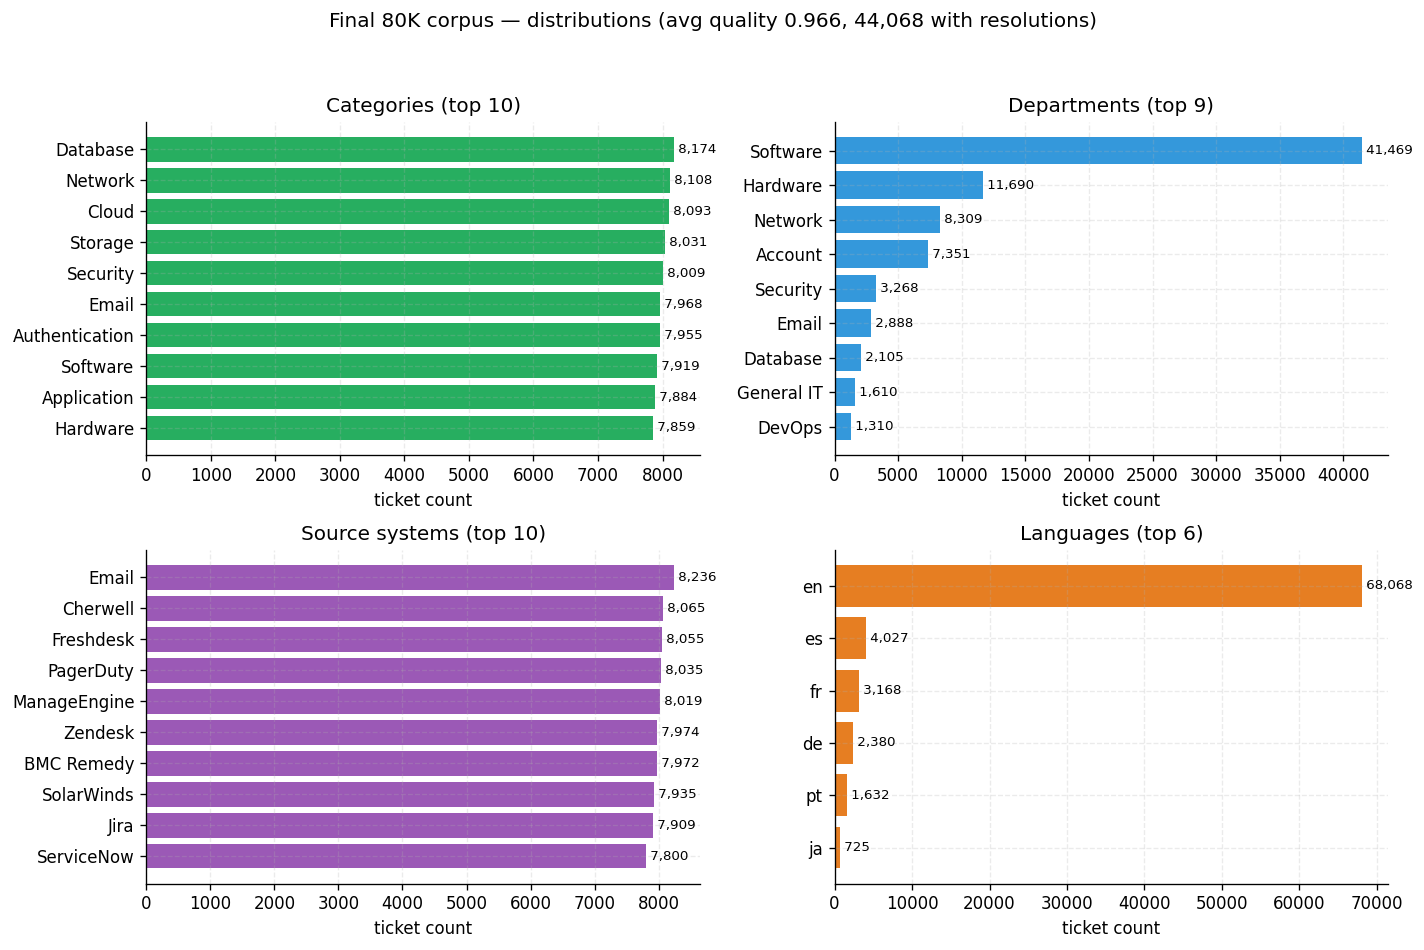 Final 80K corpus — distributions (avg quality 0.966, 44,068 with resolutions)
Categories (top 10)
Database 8,174
Network 8,108
Cloud 8,093
Storage 8,031
Security 8,009
Email 7,968
Authentication 7,955
Software 7,919
Application 7,884
Hardware 7,859
0 1000 2000 3000 4000 5000 6000 7000 8000
ticket count
Departments (top 9)
Software 41,469
Hardware 11,690
Network 8,309
Account 7,351
Security 3,268
Email 2,888
Database 2,105
General IT 1,610
DevOps 1,310
0 5000 10000 15000 20000 25000 30000 35000 40000
ticket count
Source systems (top 10)
Email 8,236
Cherwell 8,065
Freshdesk 8,055
PagerDuty 8,035
ManageEngine 8,019
Zendesk 7,974
BMC Remedy 7,972
SolarWinds 7,935
Jira 7,909
ServiceNow 7,800
0 1000 2000 3000 4000 5000 6000 7000 8000
ticket count
Languages (top 6)
en 68,068
es 4,027
fr 3,168
de 2,380
pt 1,632
ja 725
0 10000 20000 30000 40000 50000 60000 70000
ticket count